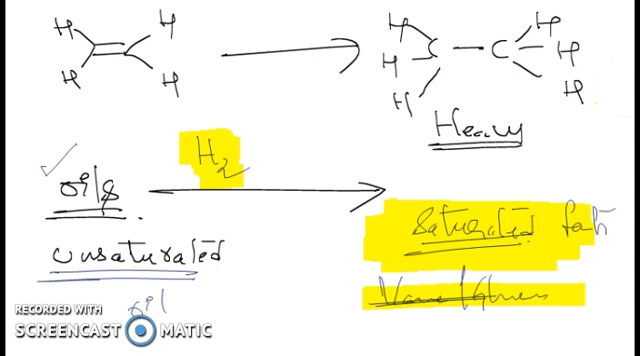 H H H H
H H C — C H
H H
Heavy
H2
oils
Saturated fat
unsaturated
oil
RECORDED WITH
SCREENCAST MATIC